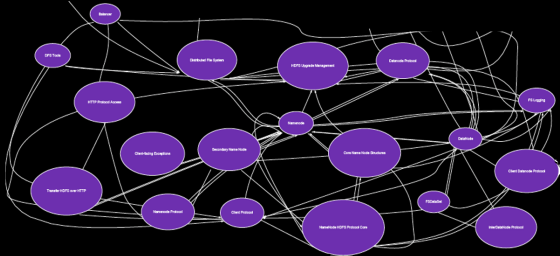 Balancer
DFS Tools
Distributed File System
HDFS Upgrade Management
Datanode Protocol
HTTP Protocol Access
FS Logging
Namenode
DataNode
Client-facing Exceptions
Secondary Name Node
Core Name Node Structures
Client Datanode Protocol
Transfer HDFS over HTTP
Namenode Protocol
Client Protocol
FSDataSet
NameNode HDFS Protocol Core
InterDataNode Protocol